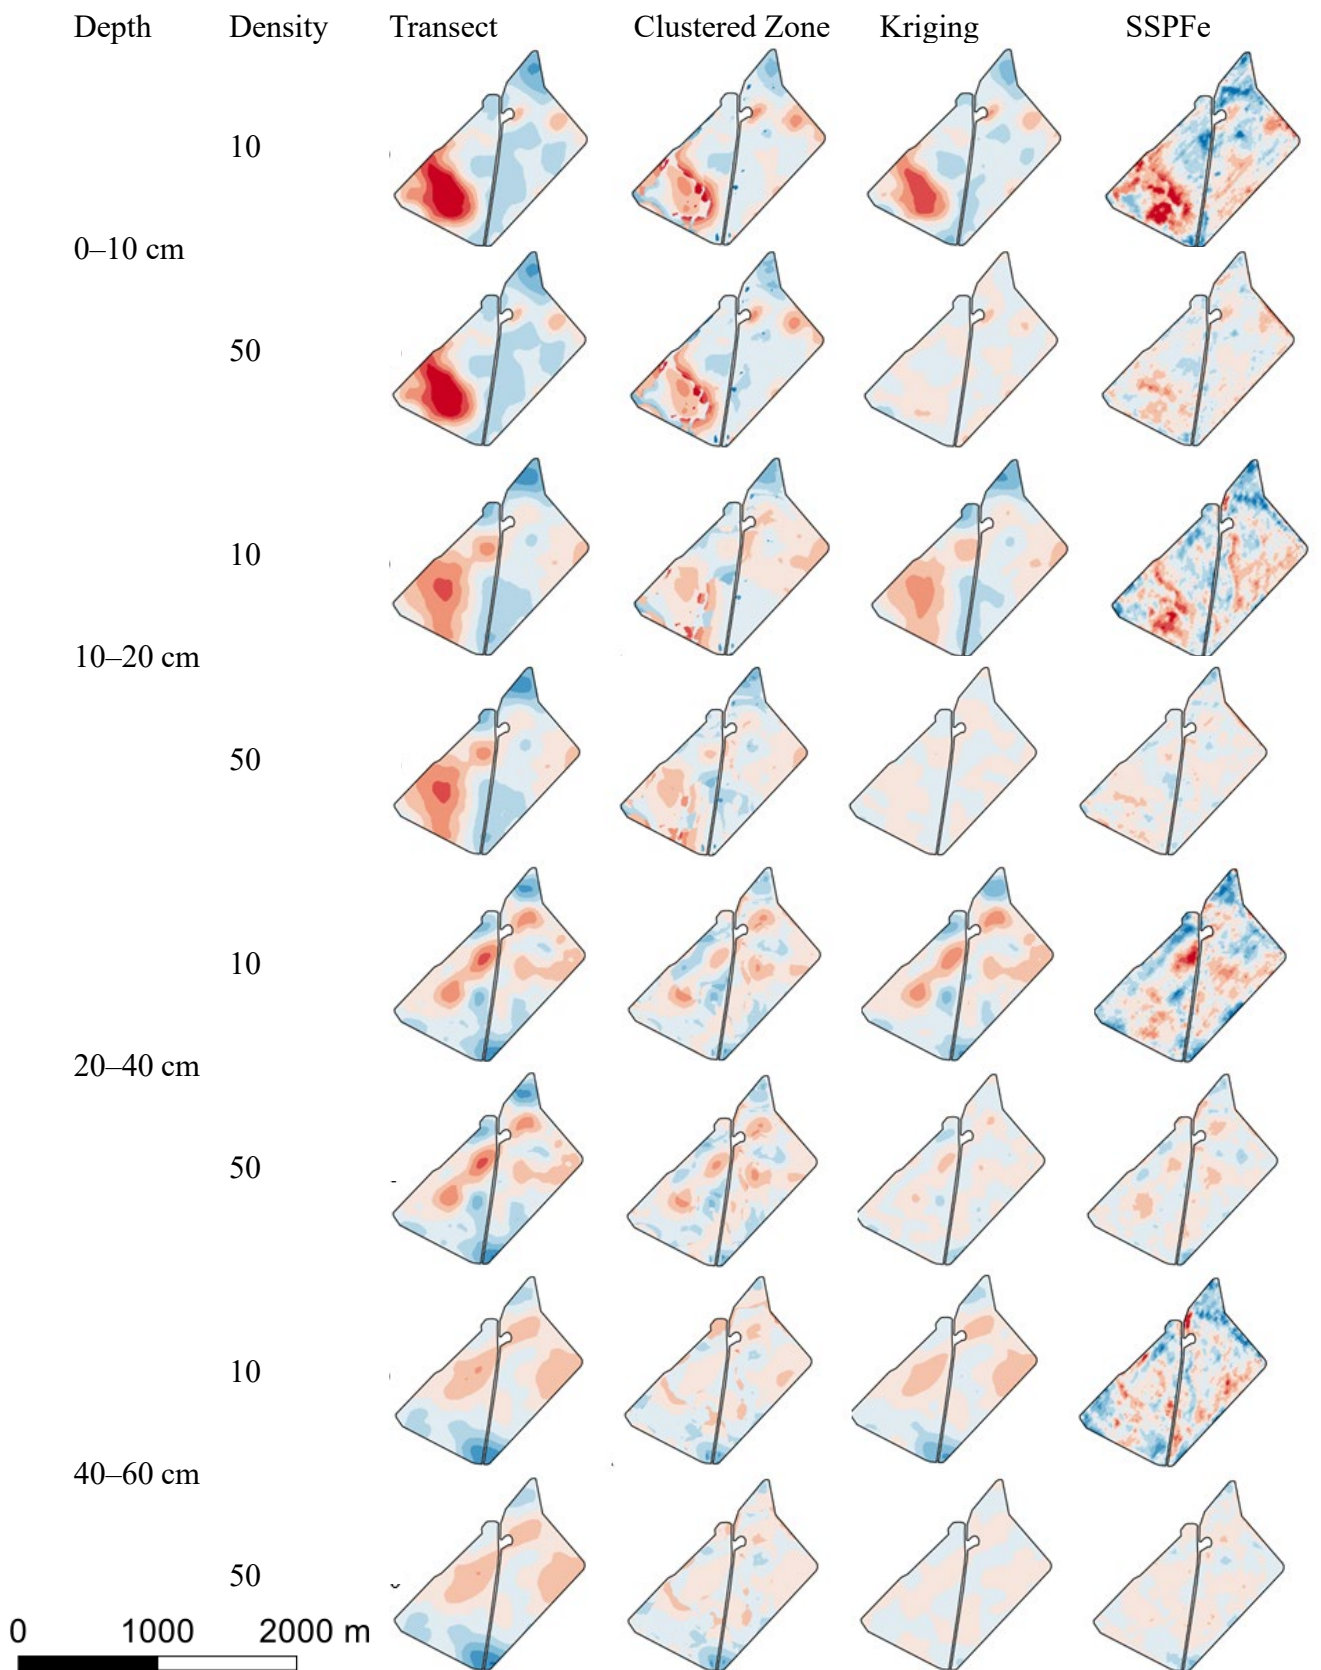 Depth Density Transect Clustered Zone Kriging SSPFe
10
0–10 cm
50
10
10–20 cm
50
10
20–40 cm
50
10
40–60 cm
50
0 1000 2000 m